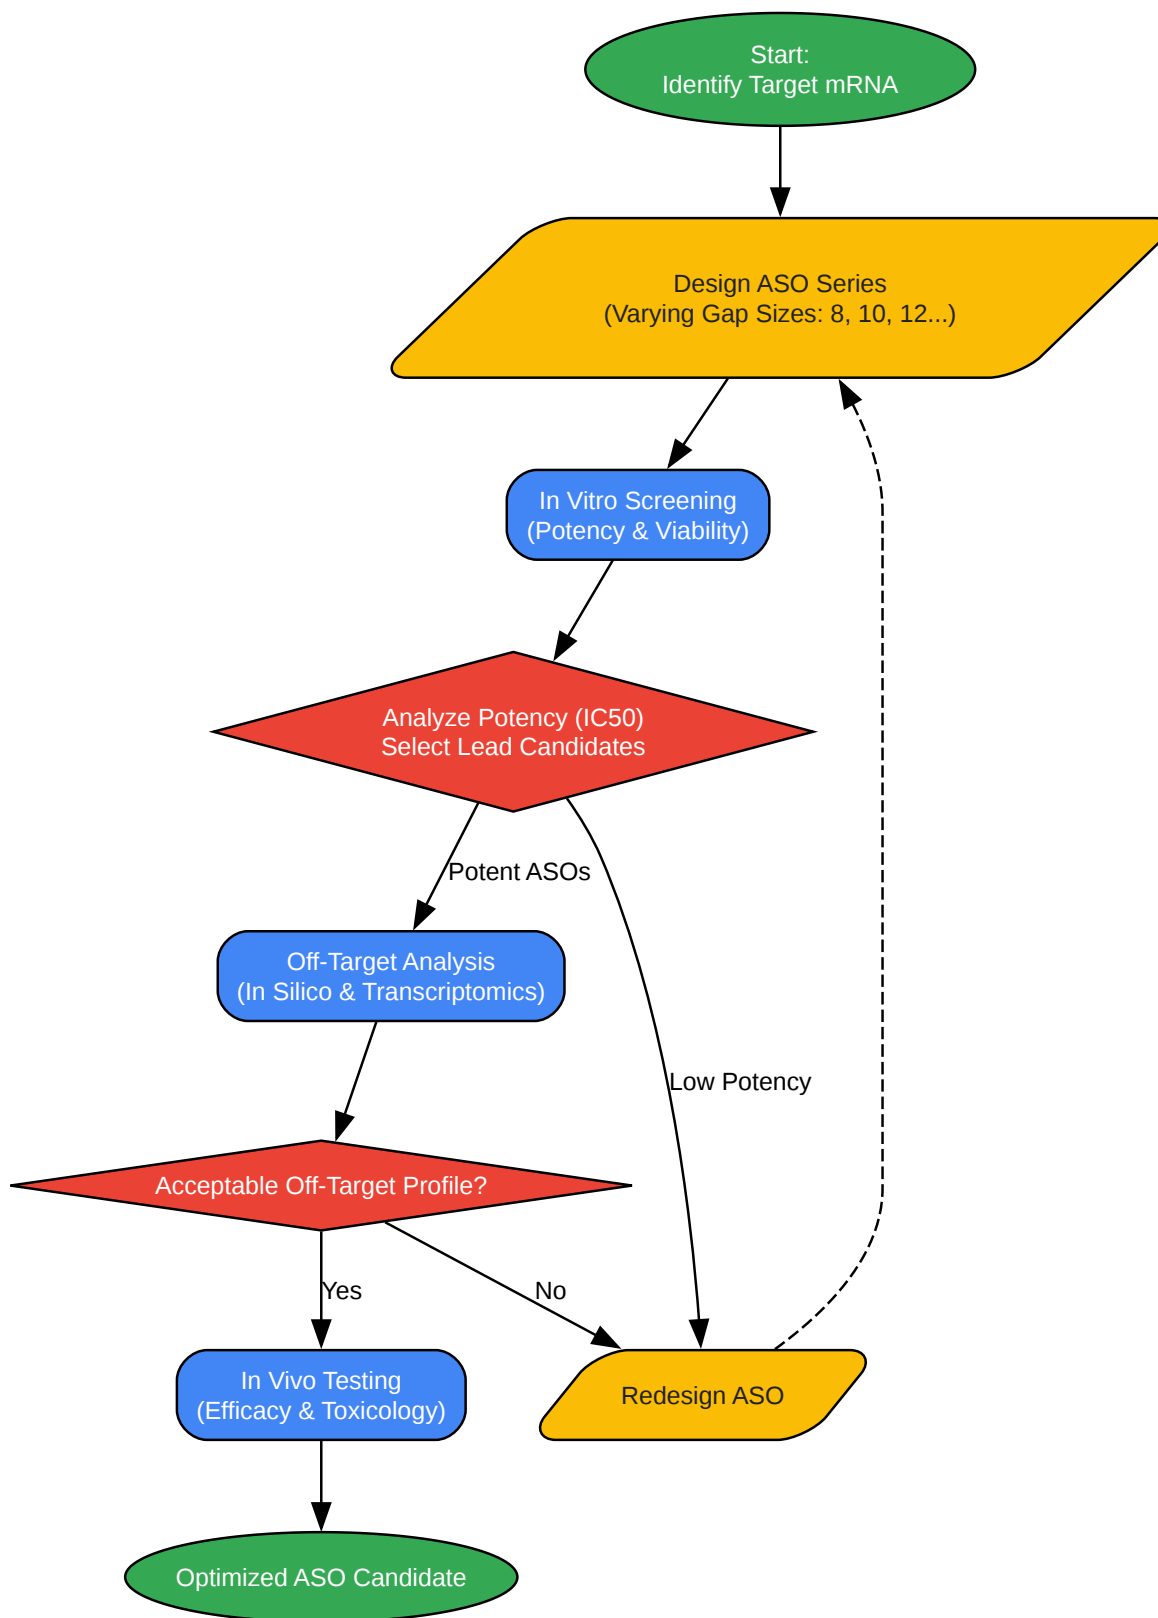 Start:
Identify Target mRNA
Design ASO Series
(Varying Gap Sizes: 8, 10, 12...)
In Vitro Screening
(Potency & Viability)
Analyze Potency (IC50)
Select Lead Candidates
Potent ASOs
Off-Target Analysis
(In Silico & Transcriptomics)
Low Potency
Acceptable Off-Target Profile?
Yes
No
In Vivo Testing
(Efficacy & Toxicology)
Redesign ASO
Optimized ASO Candidate